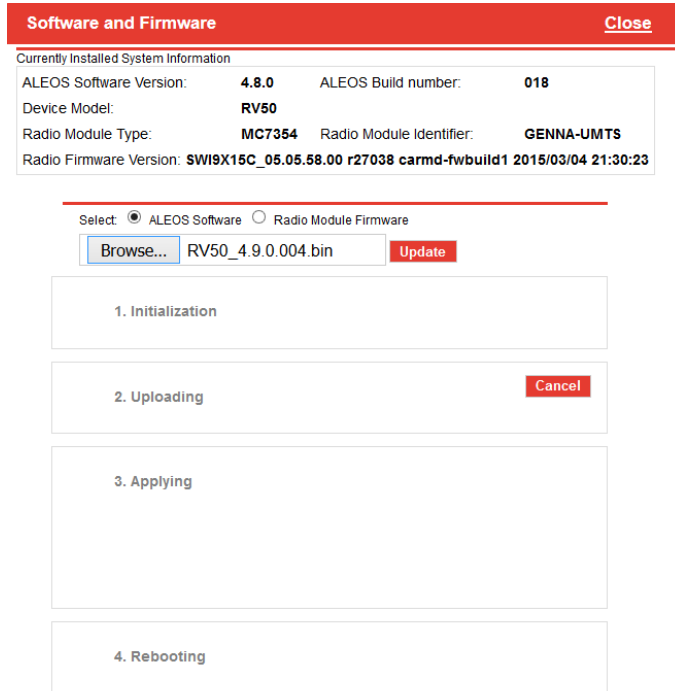 Software and Firmware Close
Currently Installed System Information
ALEOS Software Version: 4.8.0 ALEOS Build number: 018
Device Model: RV50
Radio Module Type: MC7354 Radio Module Identifier: GENNA-UMTS
Radio Firmware Version: SWI9X15C_05.05.58.00 r27038 carmd-fwbuild1 2015/03/04 21:30:23
Select: ALEOS Software Radio Module Firmware
Browse... RV50_4.9.0.004.bin Update
1. Initialization
2. Uploading Cancel
3. Applying
4. Rebooting